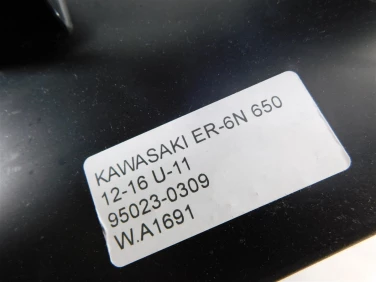 KAWASAKI ER-6N 650
12-16 U-11
95023-0309
W.A1691